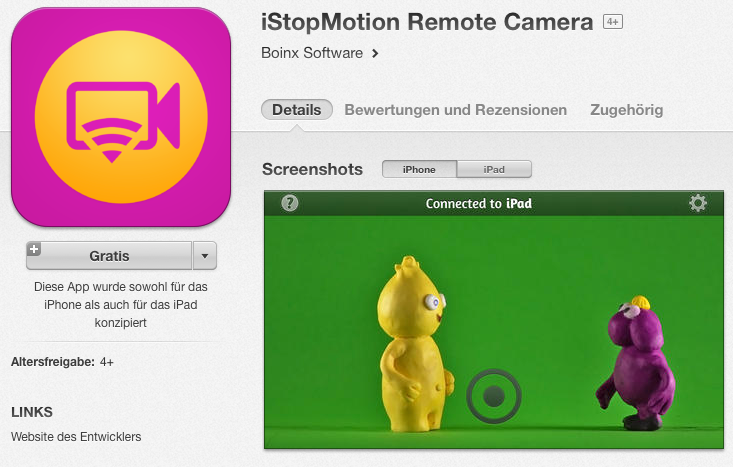 iStopMotion Remote Camera 4+
Boinx Software
Details Bewertungen und Rezensionen Zugehörig
Screenshots iPhone iPad
? Connected to iPad
+ Gratis
Diese App wurde sowohl für das
iPhone als auch für das iPad
konzipiert
Altersfreigabe: 4+
LINKS
Website des Entwicklers